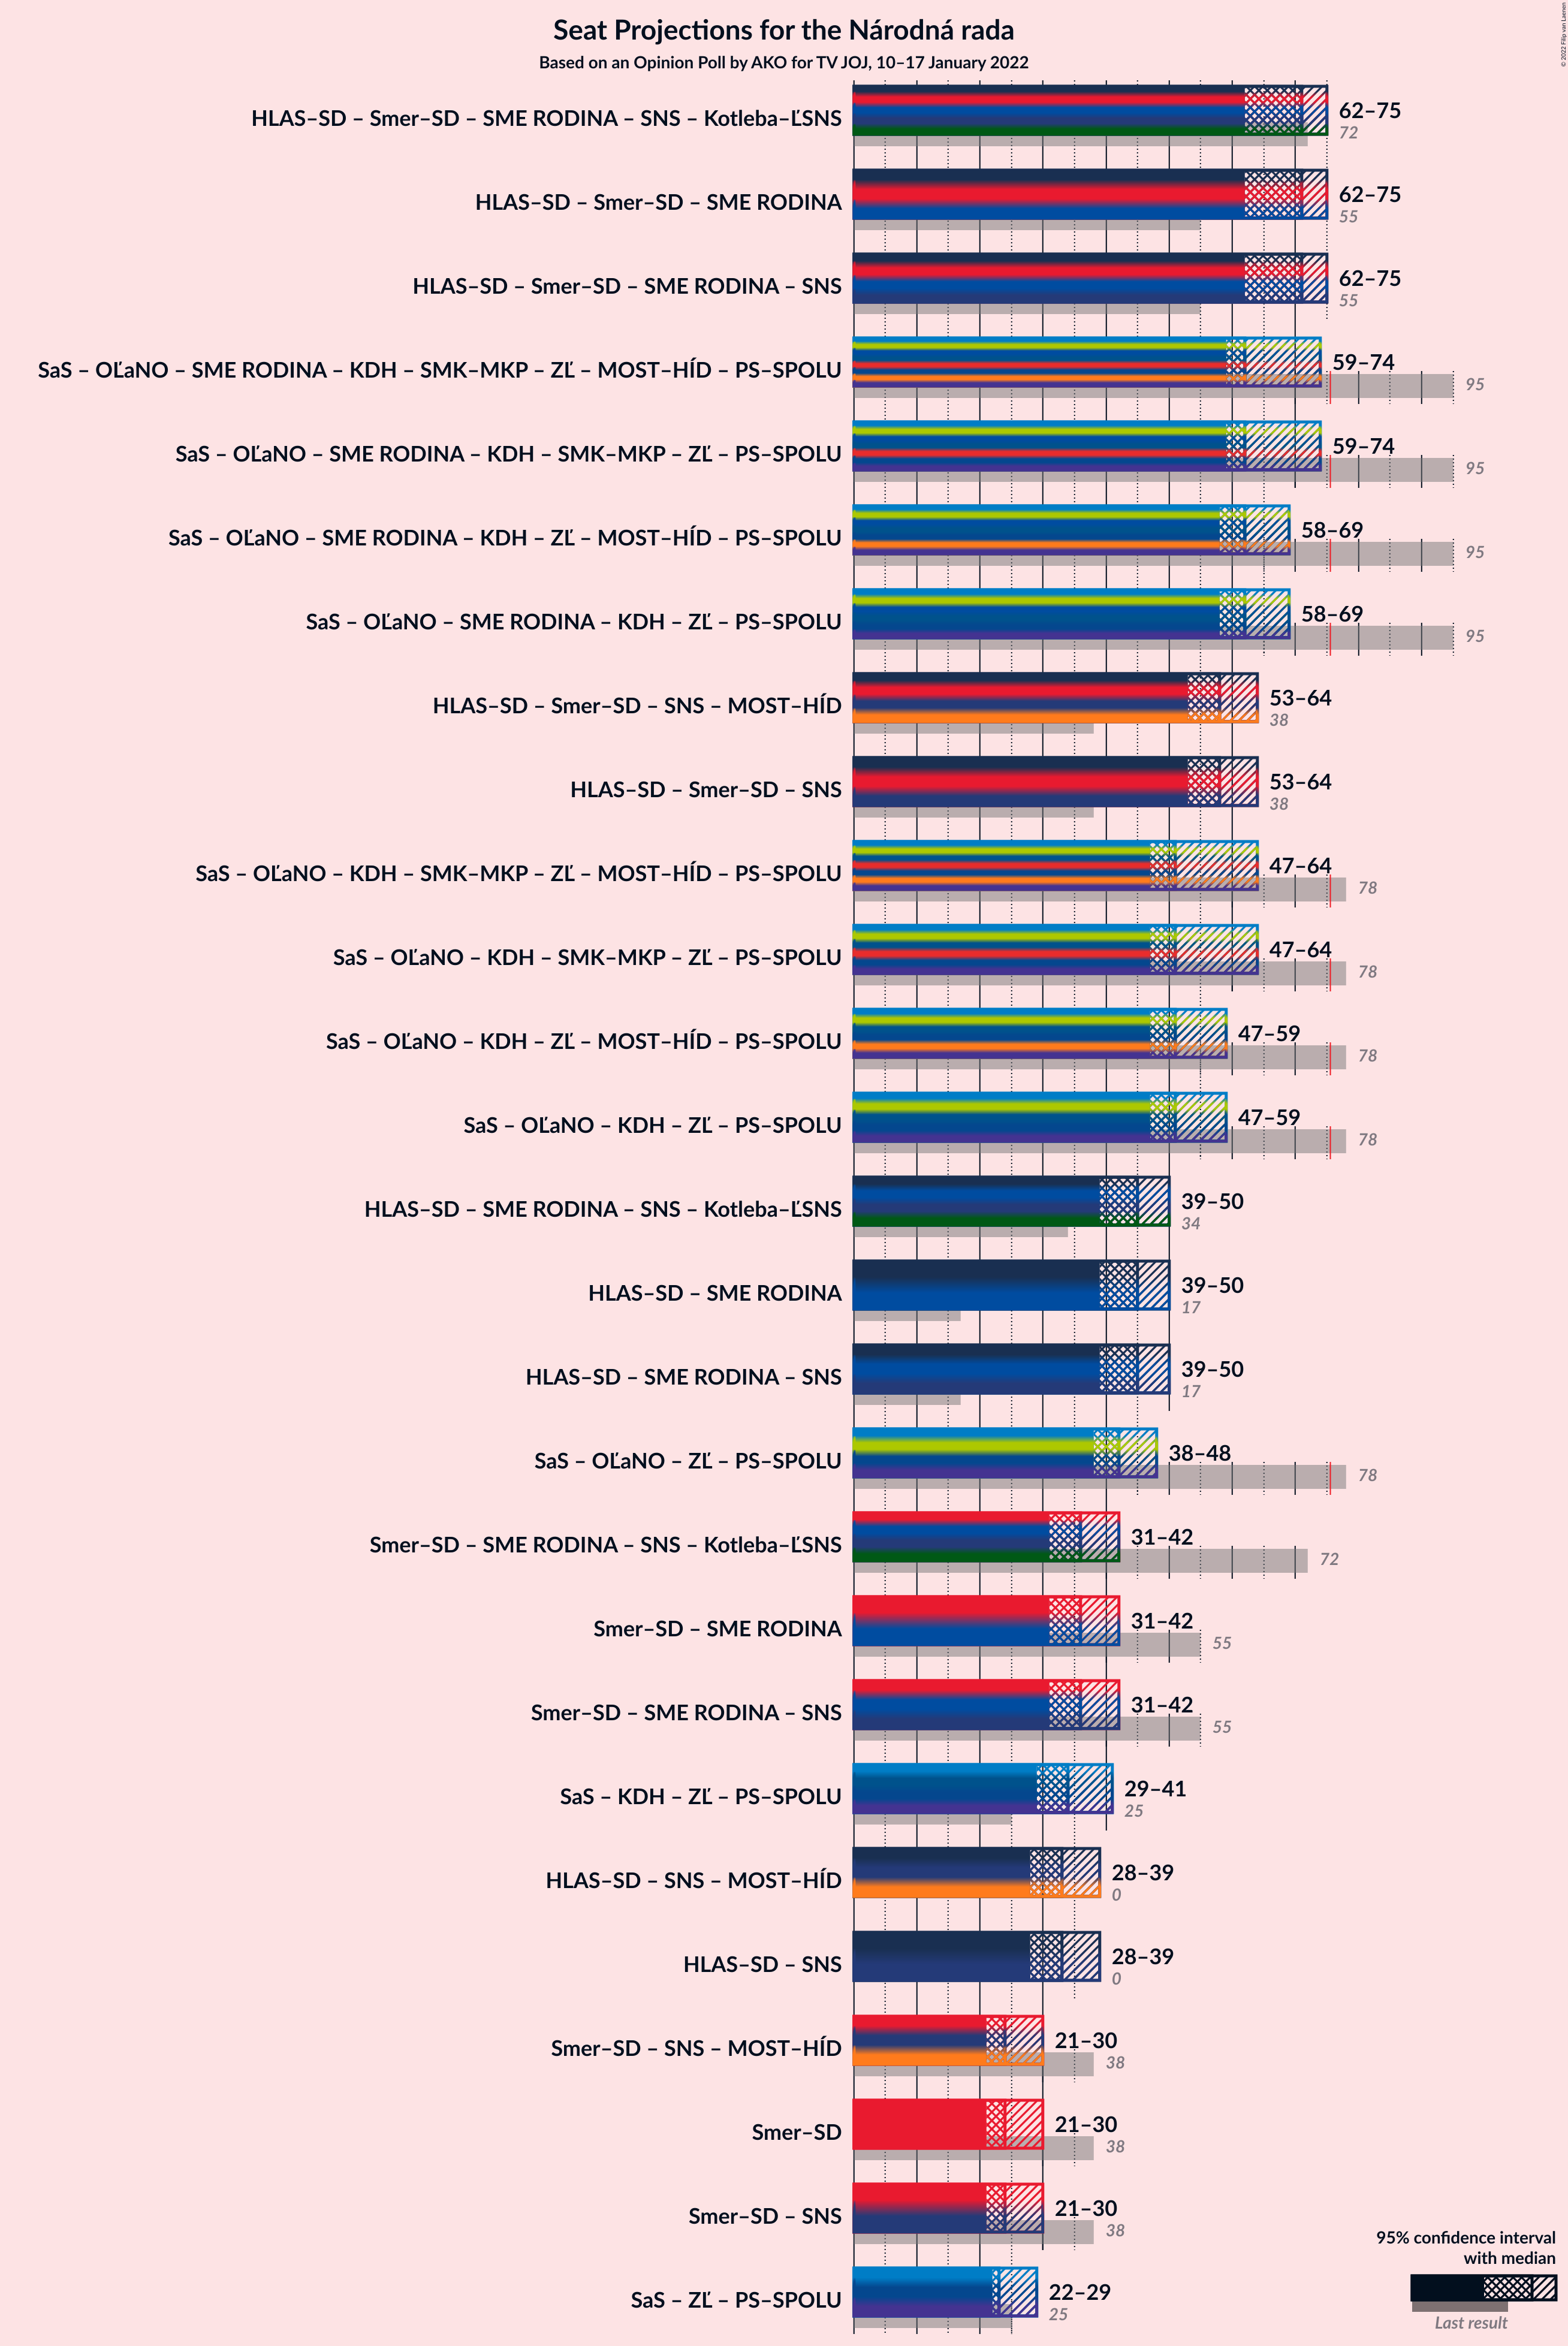 Seat Projections for the Národná rada
Based on an Opinion Poll by AKO for TV JOJ, 10–17 January 2022
© 2022 Filip van Laenen
HLAS–SD – Smer–SD – SME RODINA – SNS – Kotleba–ĽSNS
62–75
72
HLAS–SD – Smer–SD – SME RODINA
62–75
55
HLAS–SD – Smer–SD – SME RODINA – SNS
62–75
55
SaS – OĽaNO – SME RODINA – KDH – SMK–MKP – ZĽ – MOST–HÍD – PS–SPOLU
59–74
95
SaS – OĽaNO – SME RODINA – KDH – SMK–MKP – ZĽ – PS–SPOLU
59–74
95
SaS – OĽaNO – SME RODINA – KDH – ZĽ – MOST–HÍD – PS–SPOLU
58–69
95
SaS – OĽaNO – SME RODINA – KDH – ZĽ – PS–SPOLU
58–69
95
HLAS–SD – Smer–SD – SNS – MOST–HÍD
53–64
38
HLAS–SD – Smer–SD – SNS
53–64
38
SaS – OĽaNO – KDH – SMK–MKP – ZĽ – MOST–HÍD – PS–SPOLU
47–64
78
SaS – OĽaNO – KDH – SMK–MKP – ZĽ – PS–SPOLU
47–64
78
SaS – OĽaNO – KDH – ZĽ – MOST–HÍD – PS–SPOLU
47–59
78
SaS – OĽaNO – KDH – ZĽ – PS–SPOLU
47–59
78
HLAS–SD – SME RODINA – SNS – Kotleba–ĽSNS
39–50
34
HLAS–SD – SME RODINA
39–50
17
HLAS–SD – SME RODINA – SNS
39–50
17
SaS – OĽaNO – ZĽ – PS–SPOLU
38–48
78
Smer–SD – SME RODINA – SNS – Kotleba–ĽSNS
31–42
72
Smer–SD – SME RODINA
31–42
55
Smer–SD – SME RODINA – SNS
31–42
55
SaS – KDH – ZĽ – PS–SPOLU
29–41
25
HLAS–SD – SNS – MOST–HÍD
28–39
0
HLAS–SD – SNS
28–39
0
Smer–SD – SNS – MOST–HÍD
21–30
38
Smer–SD
21–30
38
Smer–SD – SNS
21–30
38
SaS – ZĽ – PS–SPOLU
22–29
25
95% confidence interval
with median
Last result